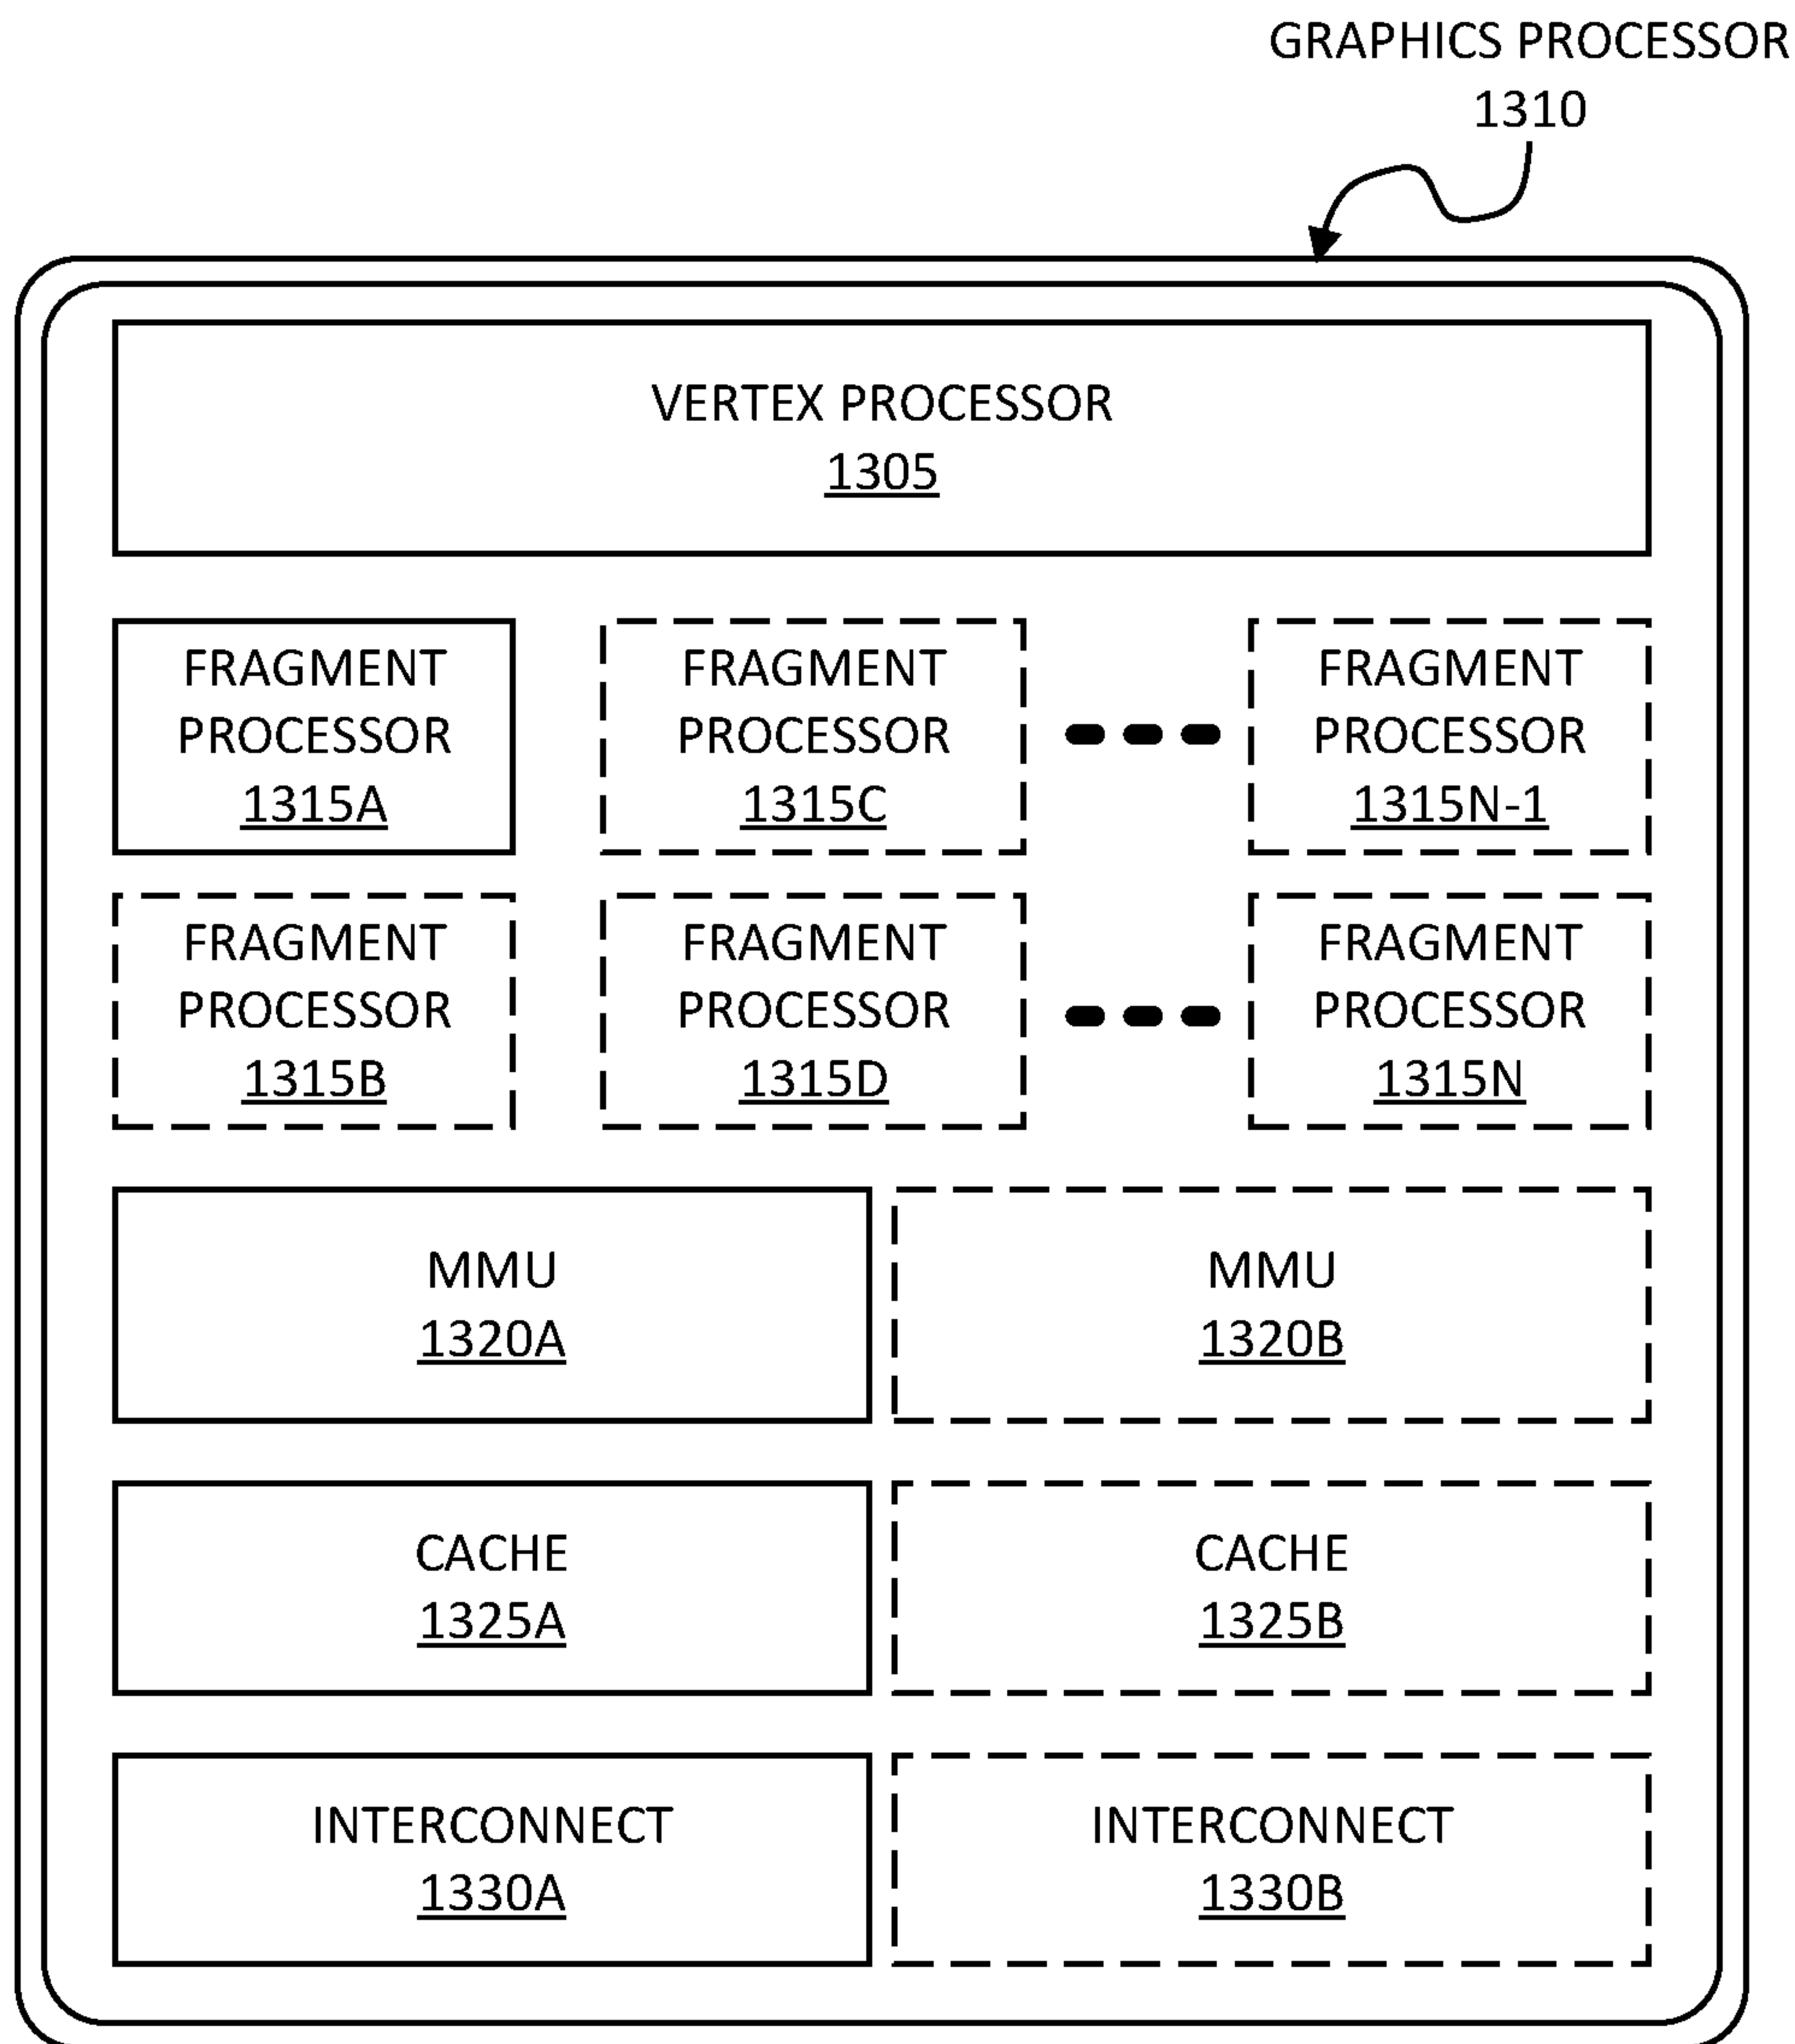 GRAPHICS PROCESSOR
1310
VERTEX PROCESSOR
1305
FRAGMENT
PROCESSOR
1315A
FRAGMENT
PROCESSOR
1315C
FRAGMENT
PROCESSOR
1315N-1
FRAGMENT
PROCESSOR
1315B
FRAGMENT
PROCESSOR
1315D
FRAGMENT
PROCESSOR
1315N
MMU
1320A
MMU
1320B
CACHE
1325A
CACHE
1325B
INTERCONNECT
1330A
INTERCONNECT
1330B